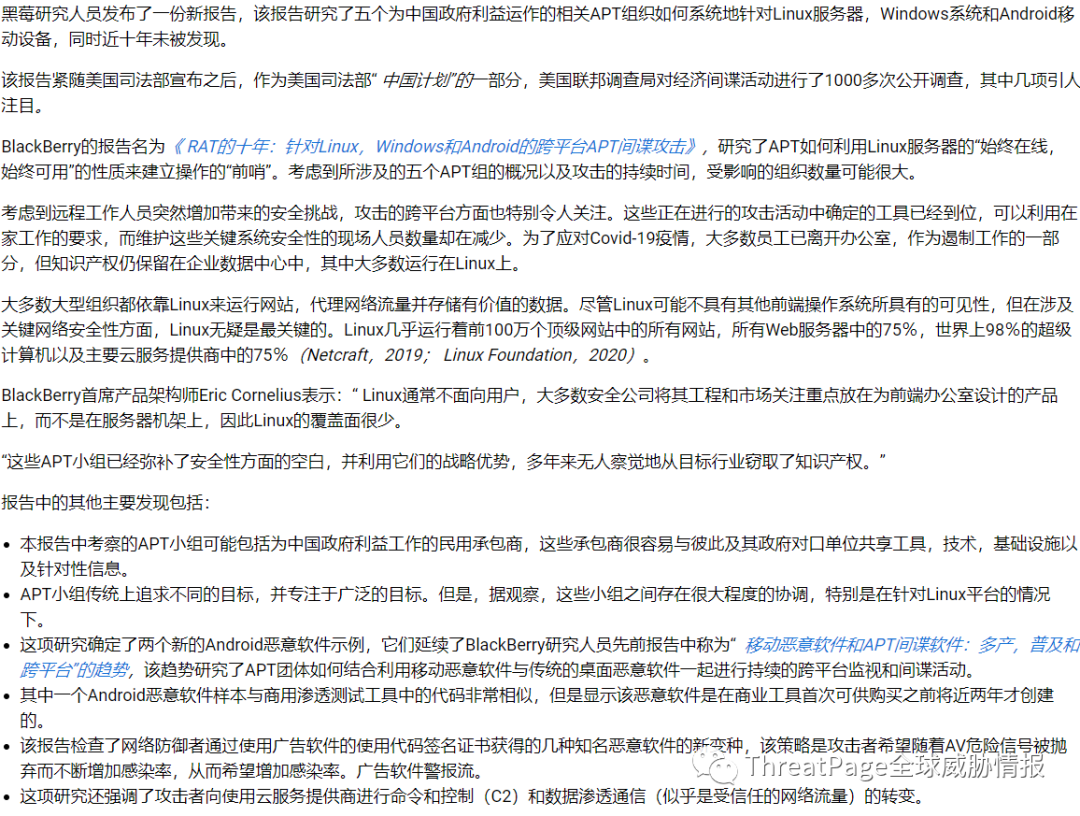 黑莓研究人员发布了一份新报告，该报告研究了五个为中国政府利益运作的相关APT组织如何系统地针对Linux服务器，Windows系统和Android移
动设备，同时近十年未被发现。
该报告紧随美国司法部宣布之后，作为美国司法部“ 中国计划”的一部分，美国联邦调查局对经济间谍活动进行了1000多次公开调查，其中几项引人
注目。
BlackBerry的报告名为《 RAT的十年：针对Linux，Windows和Android的跨平台APT间谍攻击》，研究了APT如何利用Linux服务器的“始终在线，
始终可用”的性质来建立操作的“前哨”。考虑到所涉及的五个APT组的概况以及攻击的持续时间，受影响的组织数量可能很大。
考虑到远程工作人员突然增加带来的安全挑战，攻击的跨平台方面也特别令人关注。这些正在进行的攻击活动中确定的工具已经到位，可以利用在
家工作的要求，而维护这些关键系统安全性的现场人员数量却在减少。为了应对Covid-19疫情，大多数员工已离开办公室，作为遏制工作的一部
分，但知识产权仍保留在企业数据中心中，其中大多数运行在Linux上。
大多数大型组织都依靠Linux来运行网站，代理网络流量并存储有价值的数据。尽管Linux可能不具有其他前端操作系统所具有的可见性，但在涉及
关键网络安全性方面，Linux无疑是最关键的。Linux几乎运行着前100万个顶级网站中的所有网站，所有Web服务器中的75％，世界上98％的超级
计算机以及主要云服务提供商中的75％（Netcraft，2019； Linux Foundation，2020）。
BlackBerry首席产品架构师Eric Cornelius表示：“ Linux通常不面向用户，大多数安全公司将其工程和市场关注重点放在为前端办公室设计的产品
上，而不是在服务器机架上，因此Linux的覆盖面很少。
“这些APT小组已经弥补了安全性方面的空白，并利用它们的战略优势，多年来无人察觉地从目标行业窃取了知识产权。”
报告中的其他主要发现包括：
• 本报告中考察的APT小组可能包括为中国政府利益工作的民用承包商，这些承包商很容易与彼此及其政府对口单位共享工具，技术，基础设施以
及针对性信息。
• APT小组传统上追求不同的目标，并专注于广泛的目标。但是，据观察，这些小组之间存在很大程度的协调，特别是在针对Linux平台的情况
下。
• 这项研究确定了两个新的Android恶意软件示例，它们延续了BlackBerry研究人员先前报告中称为“ 移动恶意软件和APT间谍软件：多产，普及和
跨平台”的趋势，该趋势研究了APT团体如何结合利用移动恶意软件与传统的桌面恶意软件一起进行持续的跨平台监视和间谍活动。
• 其中一个Android恶意软件样本与商用渗透测试工具中的代码非常相似，但是显示该恶意软件是在商业工具首次可供购买之前将近两年才创建
的。
• 该报告检查了网络防御者通过使用广告软件的使用代码签名证书获得的几种知名恶意软件的新变种，该策略是攻击者希望随着AV危险信号被抛
弃而不断增加感染率，从而希望增加感染率。广告软件警报流。
ThreatPage全球威胁情报
• 这项研究还强调了攻击者向使用云服务提供商进行命令和控制（C2）和数据渗透通信（似乎是受信任的网络流量）的转变。